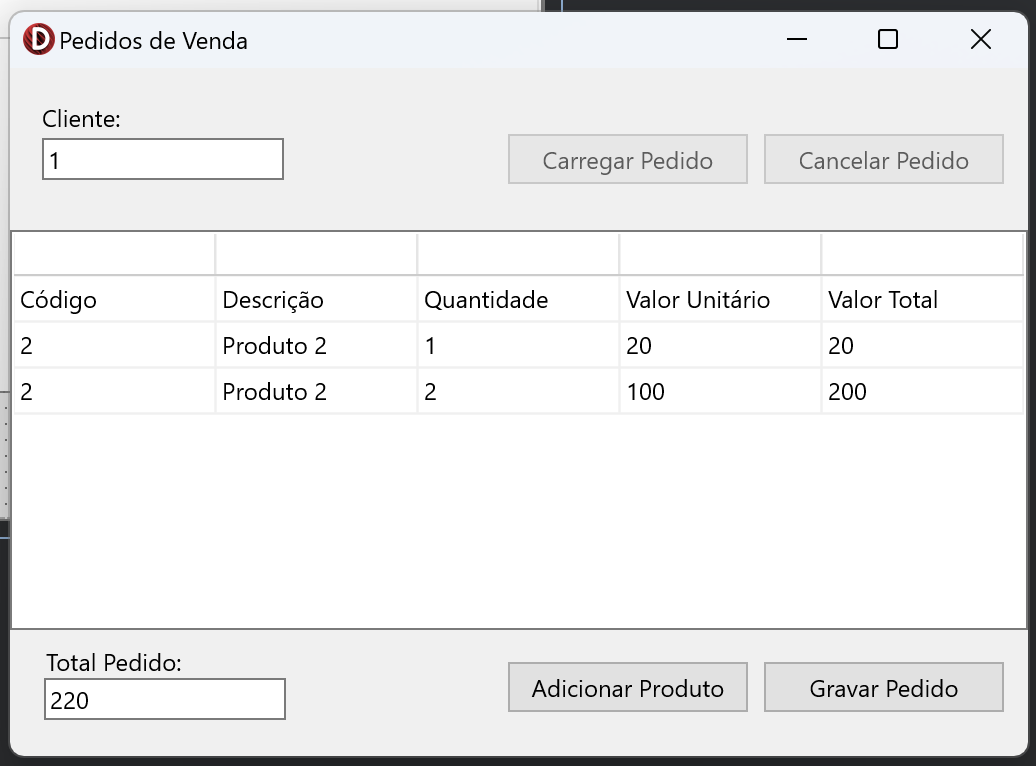 Pedidos de Venda
Cliente:
1
Carregar Pedido Cancelar Pedido
Código Descrição Quantidade Valor Unitário Valor Total
2 Produto 2 1 20 20
2 Produto 2 2 100 200
Total Pedido:
220
Adicionar Produto Gravar Pedido